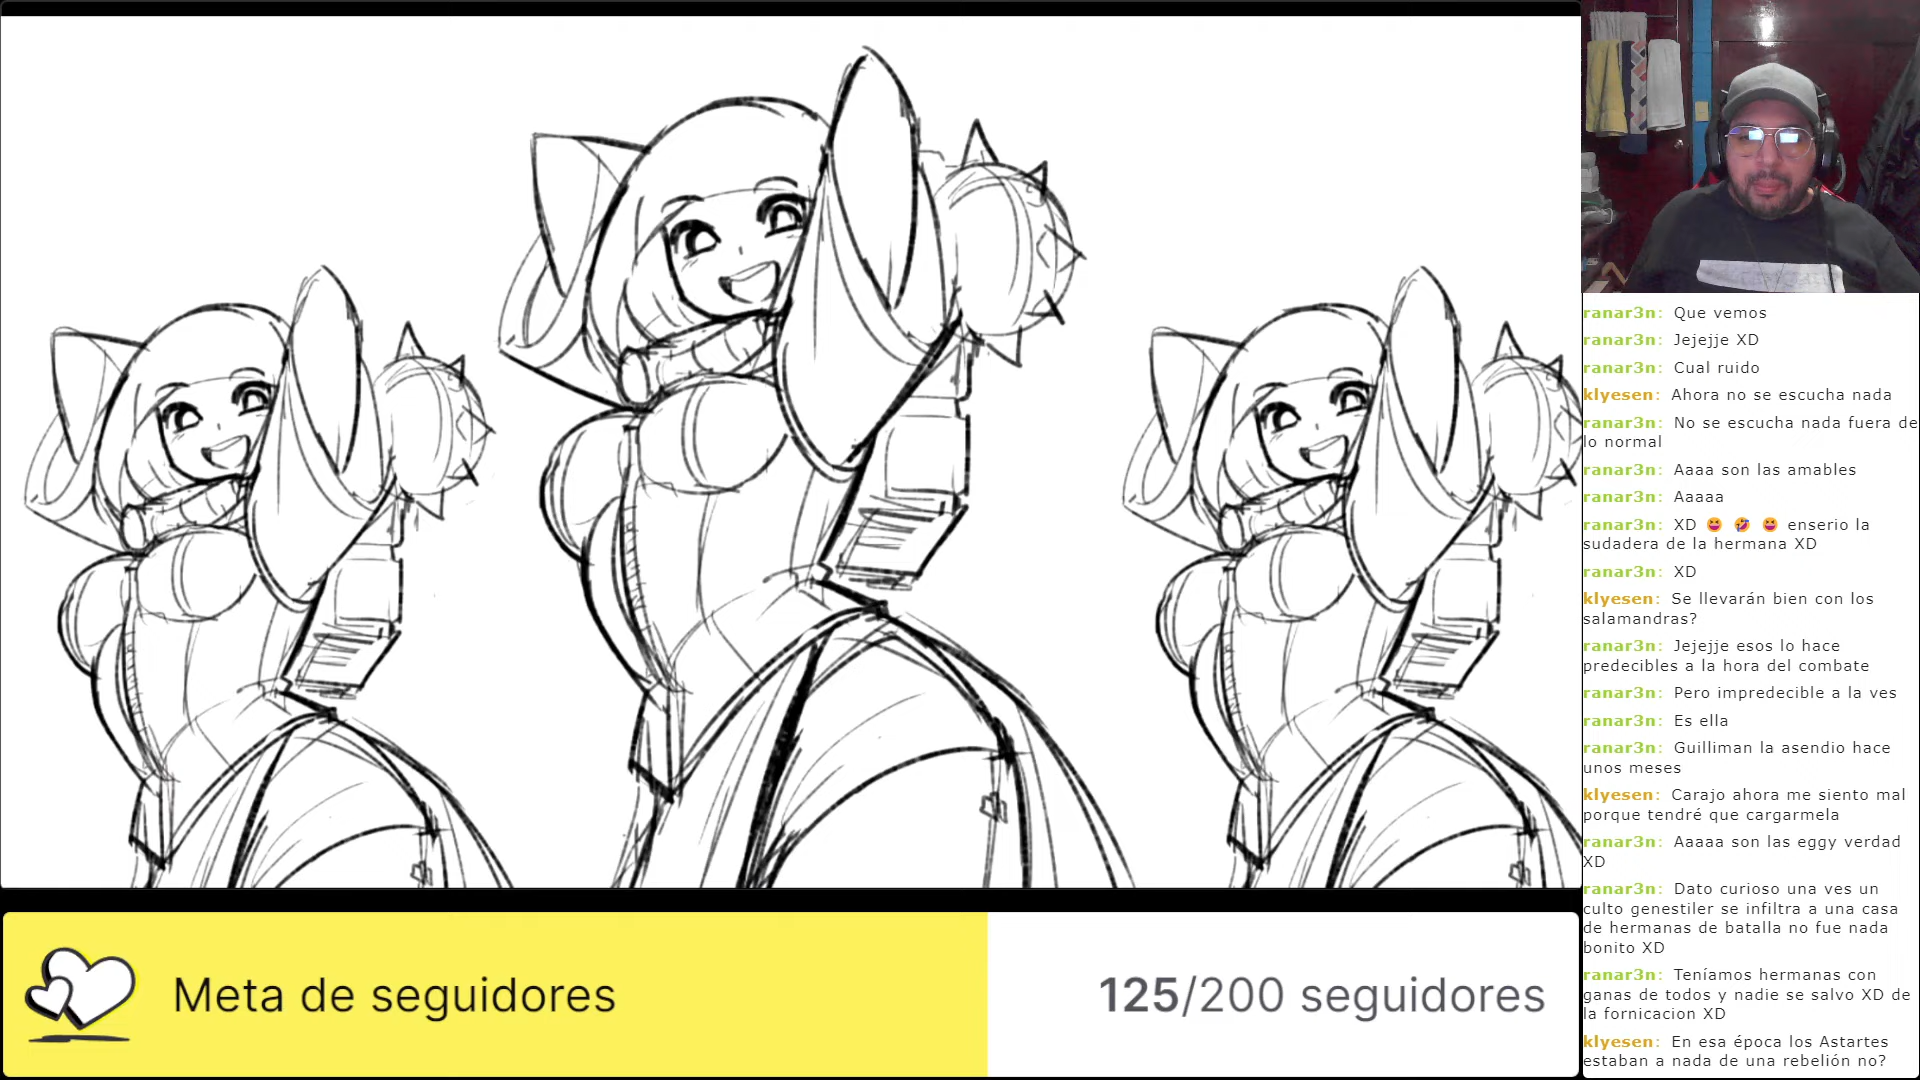 ranar3n: Que vemos
ranar3n: Jejejje XD
ranar3n: Cual ruido
klyesen: Ahora no se escucha nada
ranar3n: No se escucha nada fuera de
lo normal
ranar3n: Aaaa son las amables
ranar3n: Aaaaa
ranar3n: XD 😆 🤣 😆 enserio la
sudadera de la hermana XD
ranar3n: XD
klyesen: Se llevarán bien con los
salamandras?
ranar3n: Jejejje esos lo hace
predecibles a la hora del combate
ranar3n: Pero impredecible a la ves
ranar3n: Es ella
ranar3n: Guilliman la asendio hace
unos meses
klyesen: Carajo ahora me siento mal
porque tendré que cargarmela
ranar3n: Aaaaa son las eggy verdad
XD
ranar3n: Dato curioso una ves un
culto genestiler se infiltra a una casa
de hermanas de batalla no fue nada
bonito XD
ranar3n: Teníamos hermanas con
ganas de todos y nadie se salvo XD de
la fornicacion XD
klyesen: En esa época los Astartes
estaban a nada de una rebelión no?
Meta de seguidores
125/200 seguidores